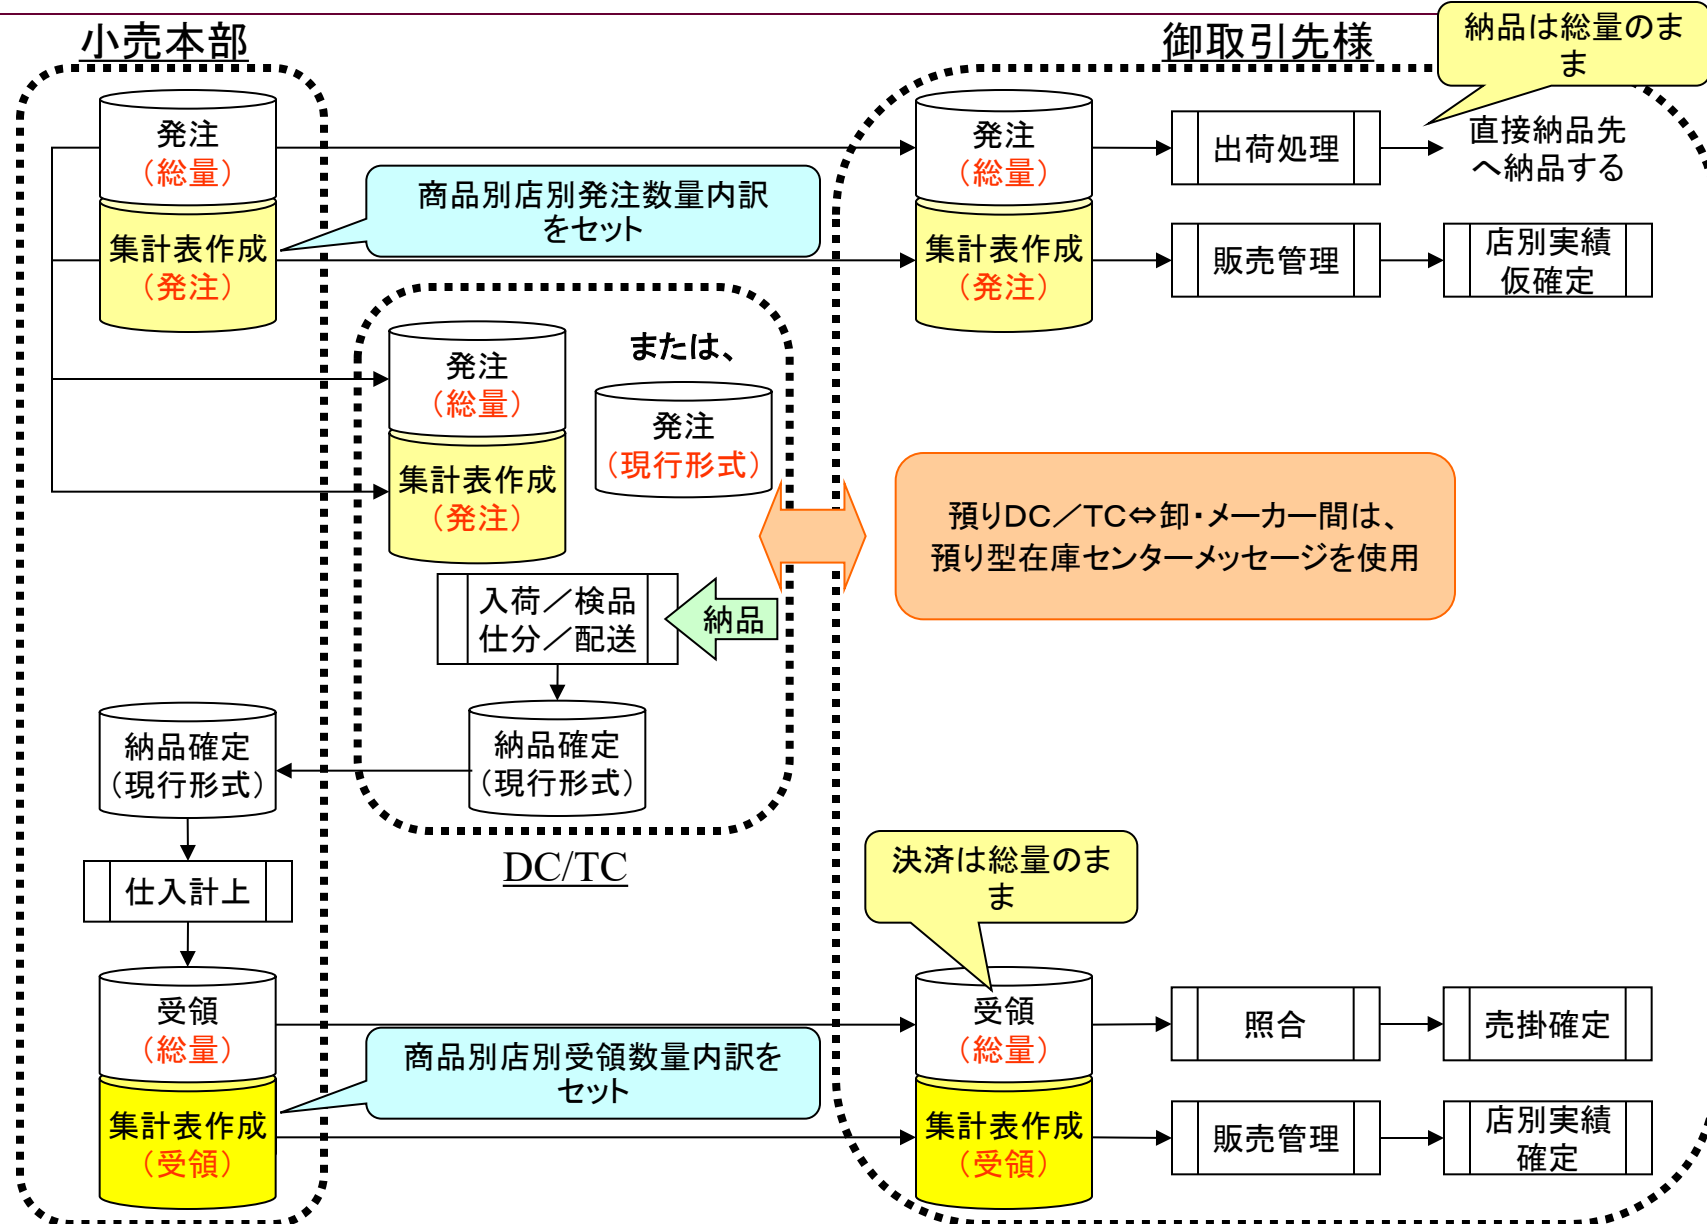 小売本部
御取引先様
納品は総量のま
ま
発注
（総量）
発注
（総量）
出荷処理
直接納品先
へ納品する
商品別店別発注数量内訳
をセット
集計表作成
（発注）
集計表作成
（発注）
販売管理
店別実績
仮確定
発注
（総量）
または、
発注
（現行形式）
集計表作成
（発注）
預りDC／TC⇔卸・メーカー間は、
預り型在庫センターメッセージを使用
入荷／検品
仕分／配送
納品
納品確定
（現行形式）
納品確定
（現行形式）
DC/TC
仕入計上
決済は総量のま
ま
受領
（総量）
受領
（総量）
照合
売掛確定
商品別店別受領数量内訳を
セット
集計表作成
（受領）
集計表作成
（受領）
販売管理
店別実績
確定